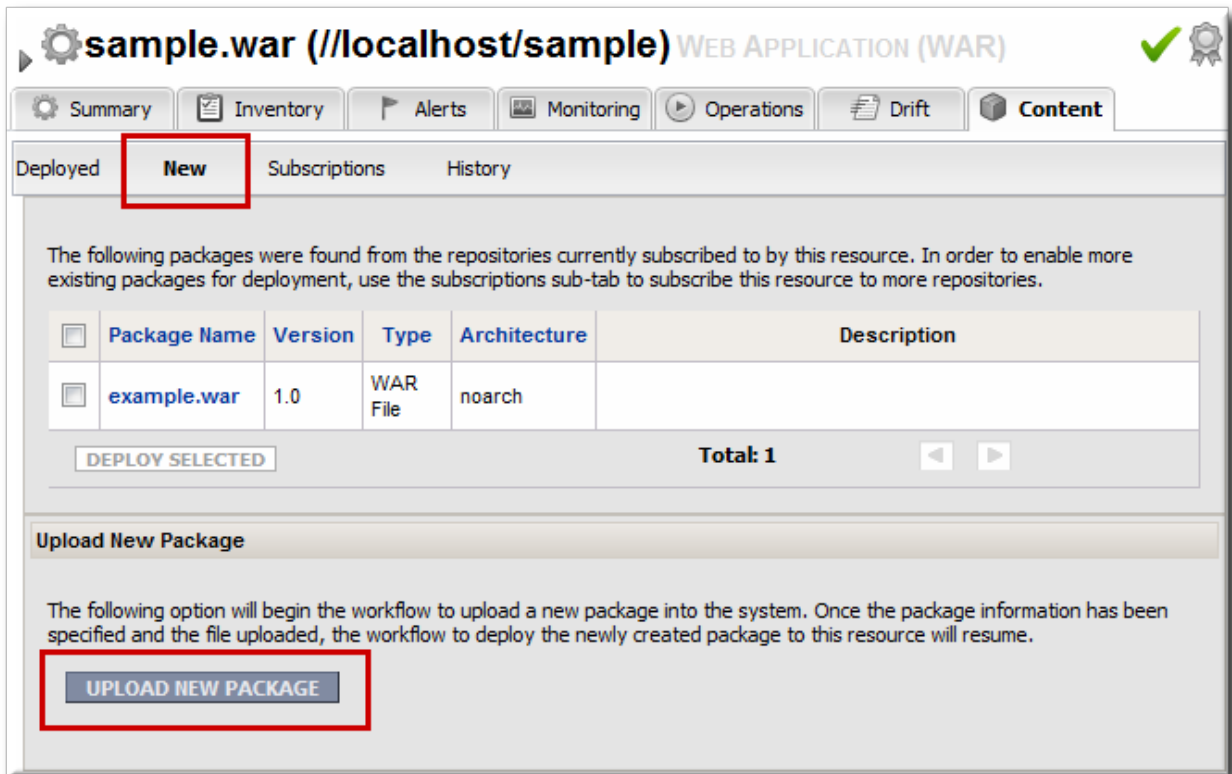 sample.war (//localhost/sample) WEB APPLICATION (WAR)
Summary Inventory Alerts Monitoring Operations Drift Content
Deployed New Subscriptions History
The following packages were found from the repositories currently subscribed to by this resource. In order to enable more
existing packages for deployment, use the subscriptions sub-tab to subscribe this resource to more repositories.
Package Name Version Type Architecture Description
example.war 1.0 WAR File noarch
DEPLOY SELECTED Total: 1
Upload New Package
The following option will begin the workflow to upload a new package into the system. Once the package information has been
specified and the file uploaded, the workflow to deploy the newly created package to this resource will resume.
UPLOAD NEW PACKAGE